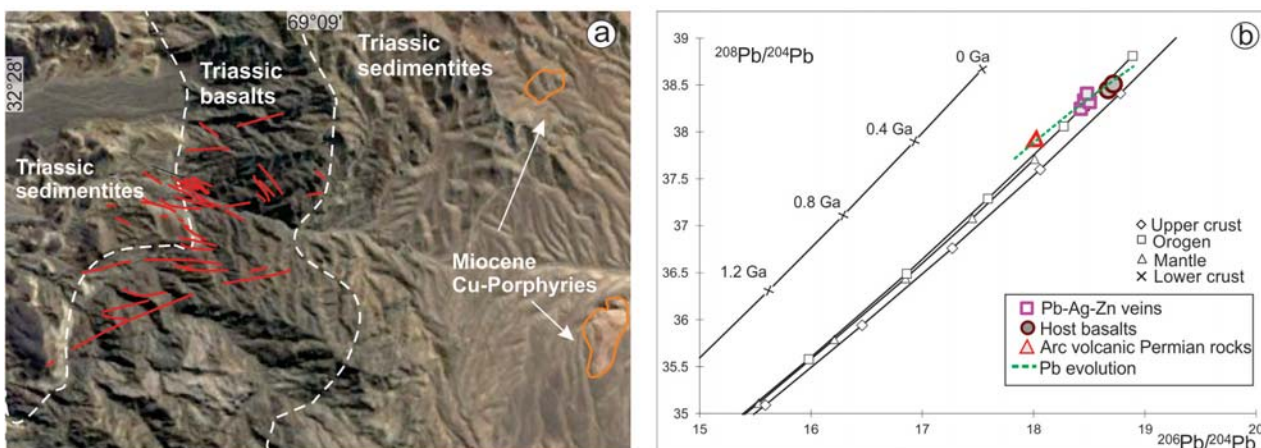 69°09'
32°28'
Triassic
basalts
Triassic
sedimentites
a
Triassic
sedimentites
Miocene
Cu-Porphyries
b
39
38.5
38
37.5
37
36.5
36
35.5
35
²⁰⁸Pb/²⁰⁴Pb
0 Ga
0.4 Ga
0.8 Ga
1.2 Ga
Upper crust
Orogen
Mantle
Lower crust
Pb-Ag-Zn veins
Host basalts
Arc volcanic Permian rocks
Pb evolution
15 16 17 18 19 20
²⁰⁶Pb/²⁰⁴Pb